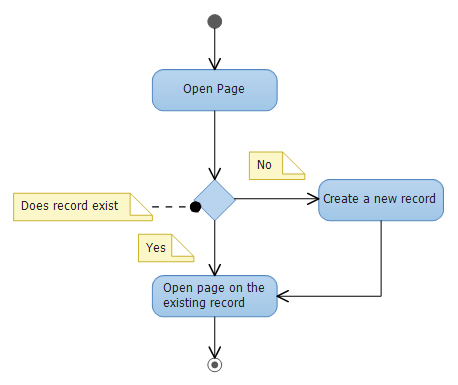 Open Page
No
Does record exist
Create a new record
Yes
Open page on the
existing record